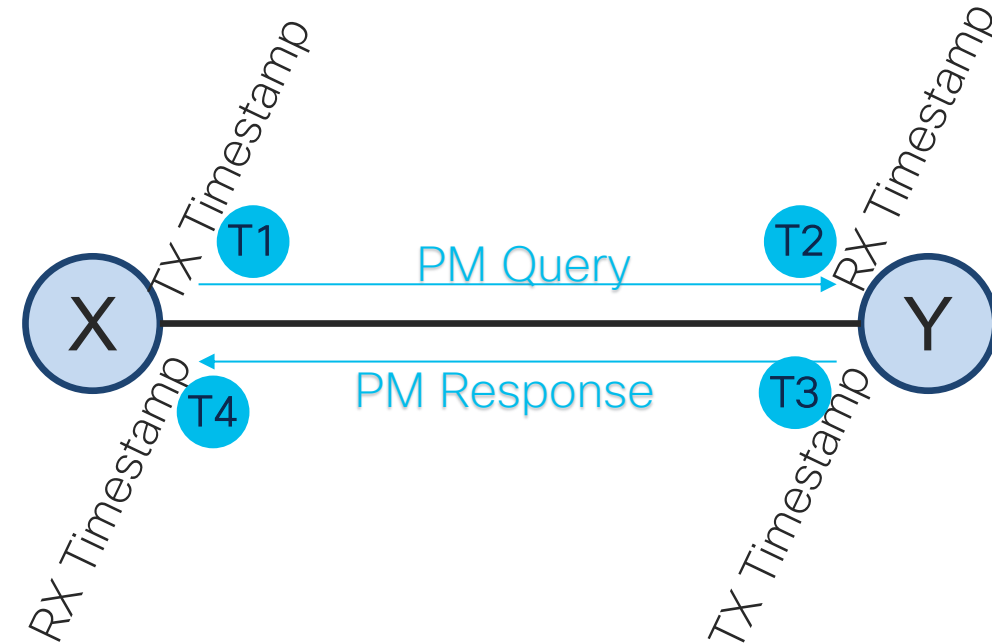 TX Timestamp
RX Timestamp
T1
T2
PM Query
X
Y
PM Response
T3
T4
RX Timestamp
TX Timestamp